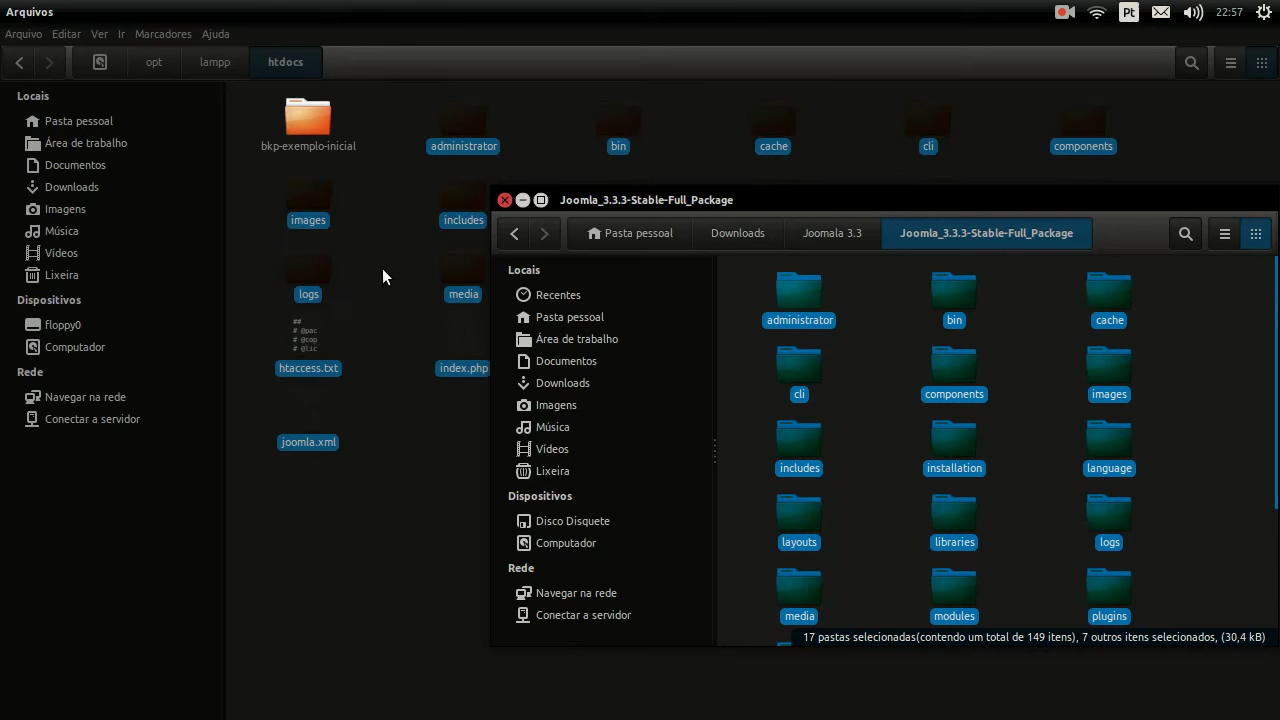 Arquivos
Pt
22:57
Arquivo Editar Ver Ir Marcadores Ajuda
opt lampp htdocs
Locais
Pasta pessoal
Área de trabalho
Documentos
Downloads
Imagens
Música
Vídeos
Lixeira
Dispositivos
floppy0
Computador
Rede
Navegar na rede
Conectar a servidor
bkp-exemplo-inicial administrator bin cache cli components
images includes
logs media
##
# @pac
# @cop
# @lic
htaccess.txt index.php
joomla.xml
Joomla_3.3.3-Stable-Full_Package
Pasta pessoal Downloads Joomala 3.3 Joomla_3.3.3-Stable-Full_Package
Locais
Recentes
Pasta pessoal
Área de trabalho
Documentos
Downloads
Imagens
Música
Vídeos
Lixeira
Dispositivos
Disco Disquete
Computador
Rede
Navegar na rede
Conectar a servidor
administrator bin cache
cli components images
includes installation language
layouts libraries logs
media modules plugins
17 pastas selecionadas(contendo um total de 149 itens), 7 outros itens selecionados, (30,4 kB)